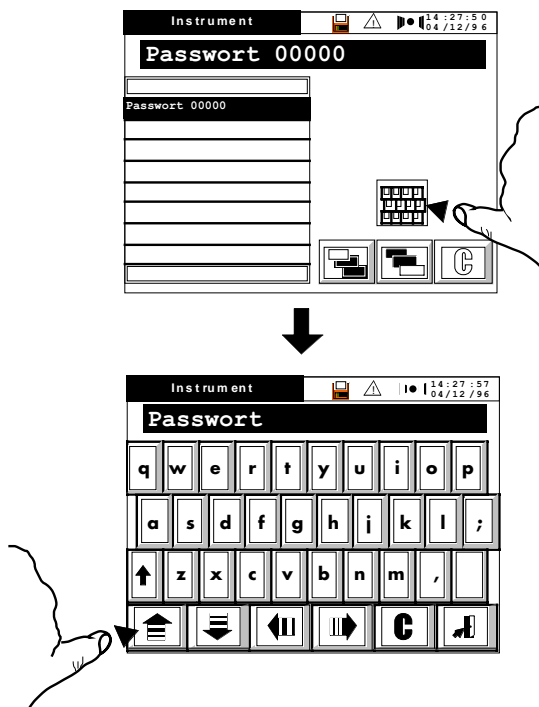 Instrument 14:27:50
04/12/96
Passwort 00000
Passwort 00000
C
Instrument 14:27:57
04/12/96
Passwort
q w e r t y u i o p
a s d f g h j k l ;
z x c v b n m ,
C